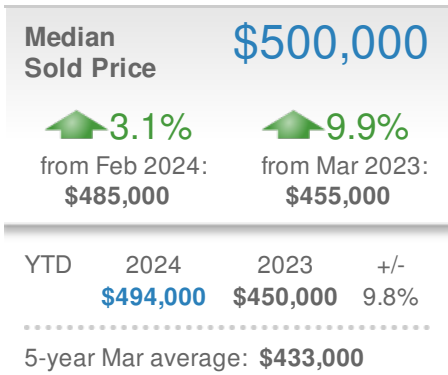 Median $500,000
Sold Price
3.1% 9.9%
from Feb 2024: from Mar 2023:
$485,000 $455,000
YTD 2024 2023 +/-
$494,000 $450,000 9.8%
5-year Mar average: $433,000